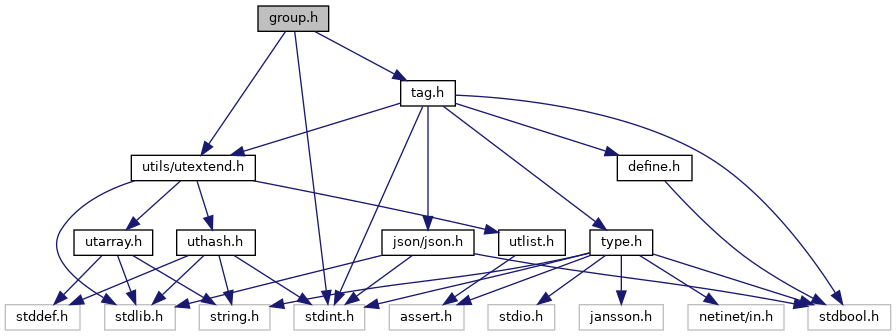 group.h
tag.h
utils/utextend.h
define.h
utarray.h
uthash.h
json/json.h
utlist.h
type.h
stddef.h
stdlib.h
string.h
stdint.h
assert.h
stdio.h
jansson.h
netinet/in.h
stdbool.h